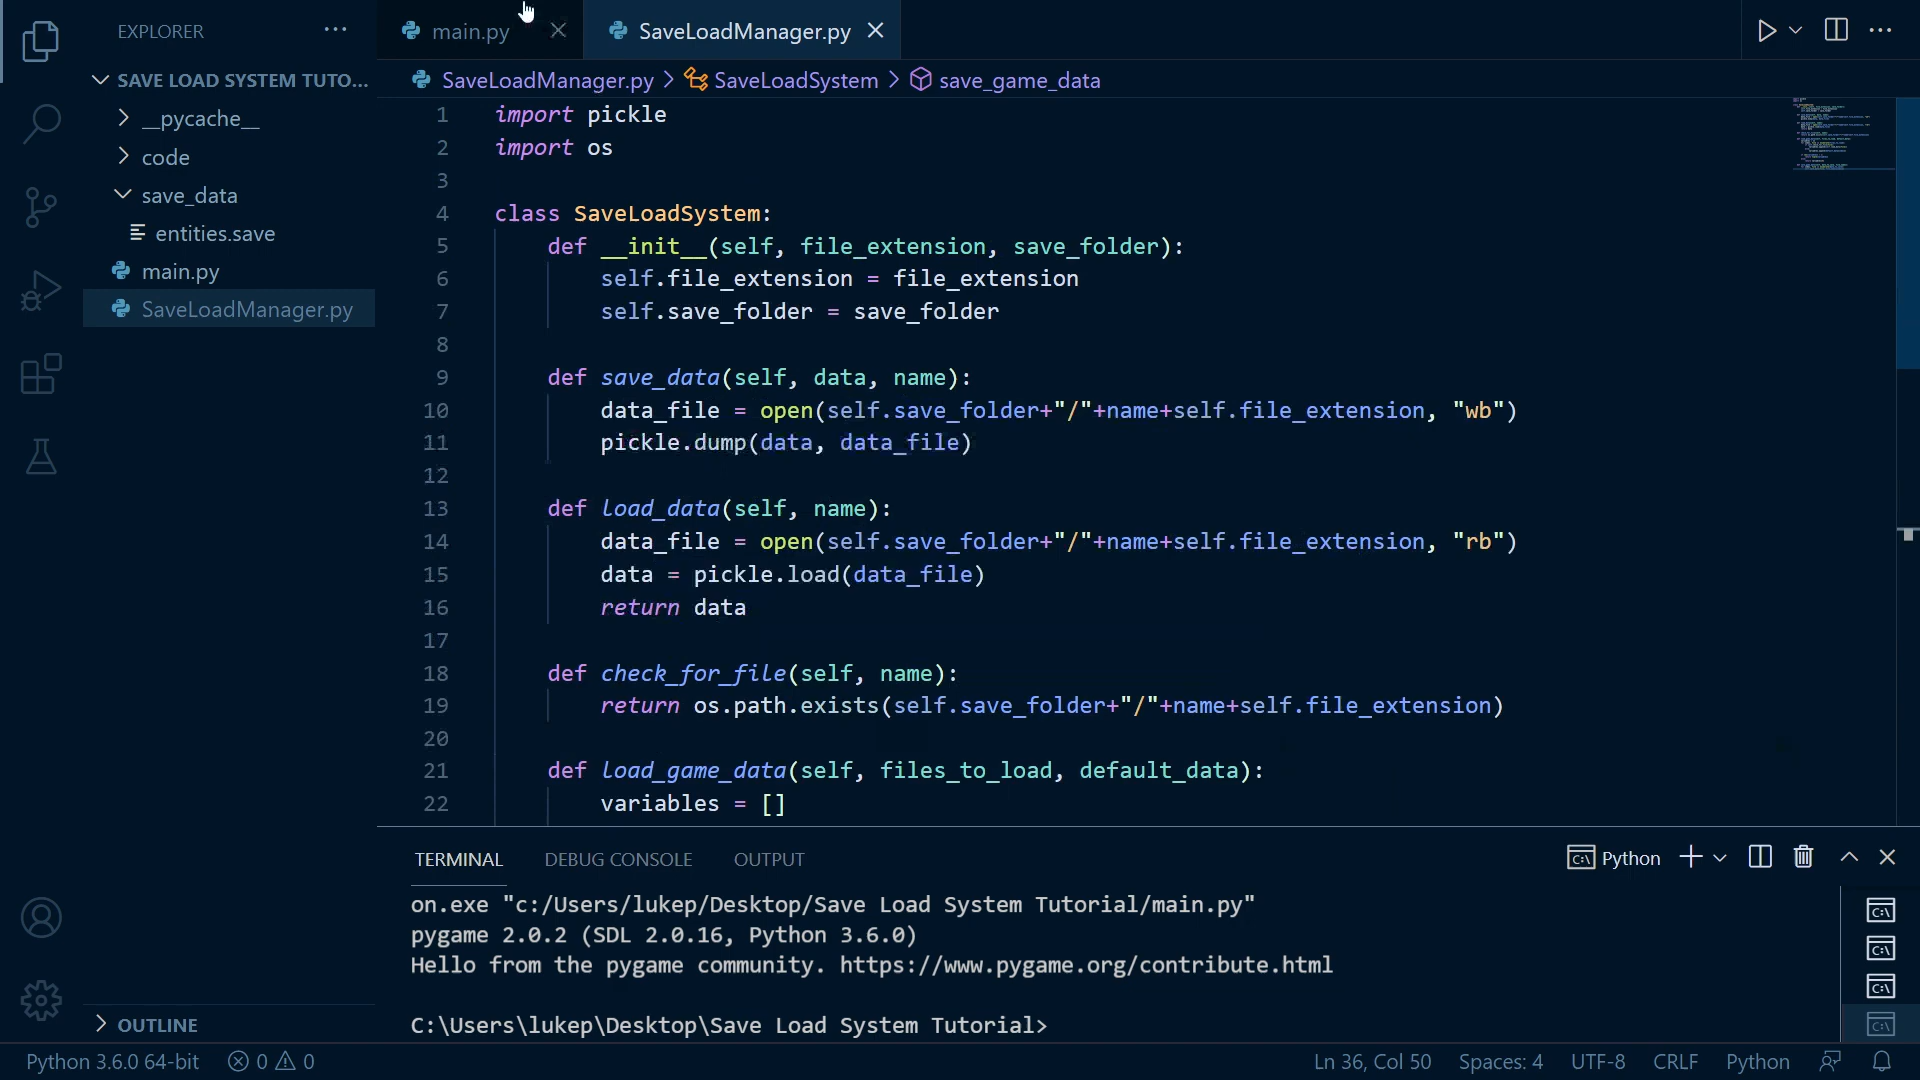 EXPLORER
main.py
SaveLoadManager.py
SAVE LOAD SYSTEM TUTO...
SaveLoadManager.py > SaveLoadSystem > save_game_data
__pycache__
code
save_data
entities.save
main.py
SaveLoadManager.py
1 import pickle
2 import os
3
4 class SaveLoadSystem:
5     def __init__(self, file_extension, save_folder):
6         self.file_extension = file_extension
7         self.save_folder = save_folder
8
9     def save_data(self, data, name):
10         data_file = open(self.save_folder+"/"+name+self.file_extension, "wb")
11         pickle.dump(data, data_file)
12
13     def load_data(self, name):
14         data_file = open(self.save_folder+"/"+name+self.file_extension, "rb")
15         data = pickle.load(data_file)
16         return data
17
18     def check_for_file(self, name):
19         return os.path.exists(self.save_folder+"/"+name+self.file_extension)
20
21     def load_game_data(self, files_to_load, default_data):
22         variables = []
TERMINAL DEBUG CONSOLE OUTPUT
Python
on.exe "c:/Users/lukep/Desktop/Save Load System Tutorial/main.py"
pygame 2.0.2 (SDL 2.0.16, Python 3.6.0)
Hello from the pygame community. https://www.pygame.org/contribute.html
C:\Users\lukep\Desktop\Save Load System Tutorial>
OUTLINE
Python 3.6.0 64-bit 0 0 Ln 36, Col 50 Spaces: 4 UTF-8 CRLF Python